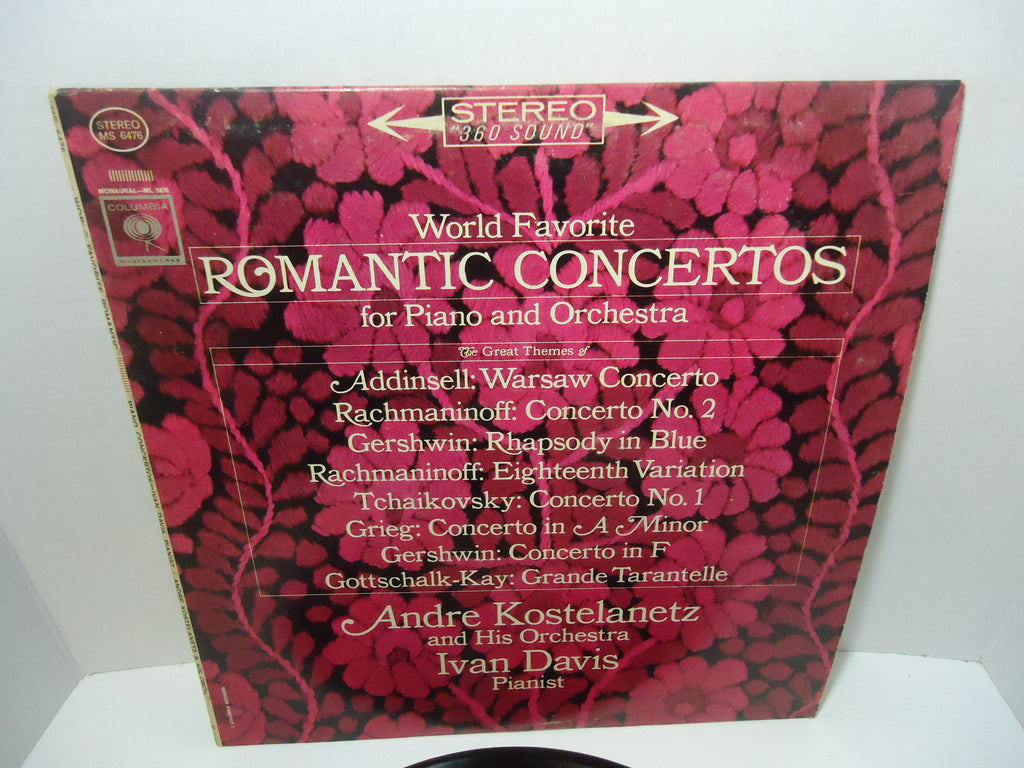 STEREO
MS 6476
STEREO
"360 SOUND"
MONAURAL—ML
COLUMBIA
MASTERWORKS
World Favorite
ROMANTIC CONCERTOS
for Piano and Orchestra
The Great Themes of
Addinsell: Warsaw Concerto
Rachmaninoff: Concerto No. 2
Gershwin: Rhapsody in Blue
Rachmaninoff: Eighteenth Variation
Tchaikovsky: Concerto No. 1
Grieg: Concerto in A Minor
Gershwin: Concerto in F
Gottschalk-Kay: Grande Tarantelle
Andre Kostelanetz
and His Orchestra
Ivan Davis
Pianist